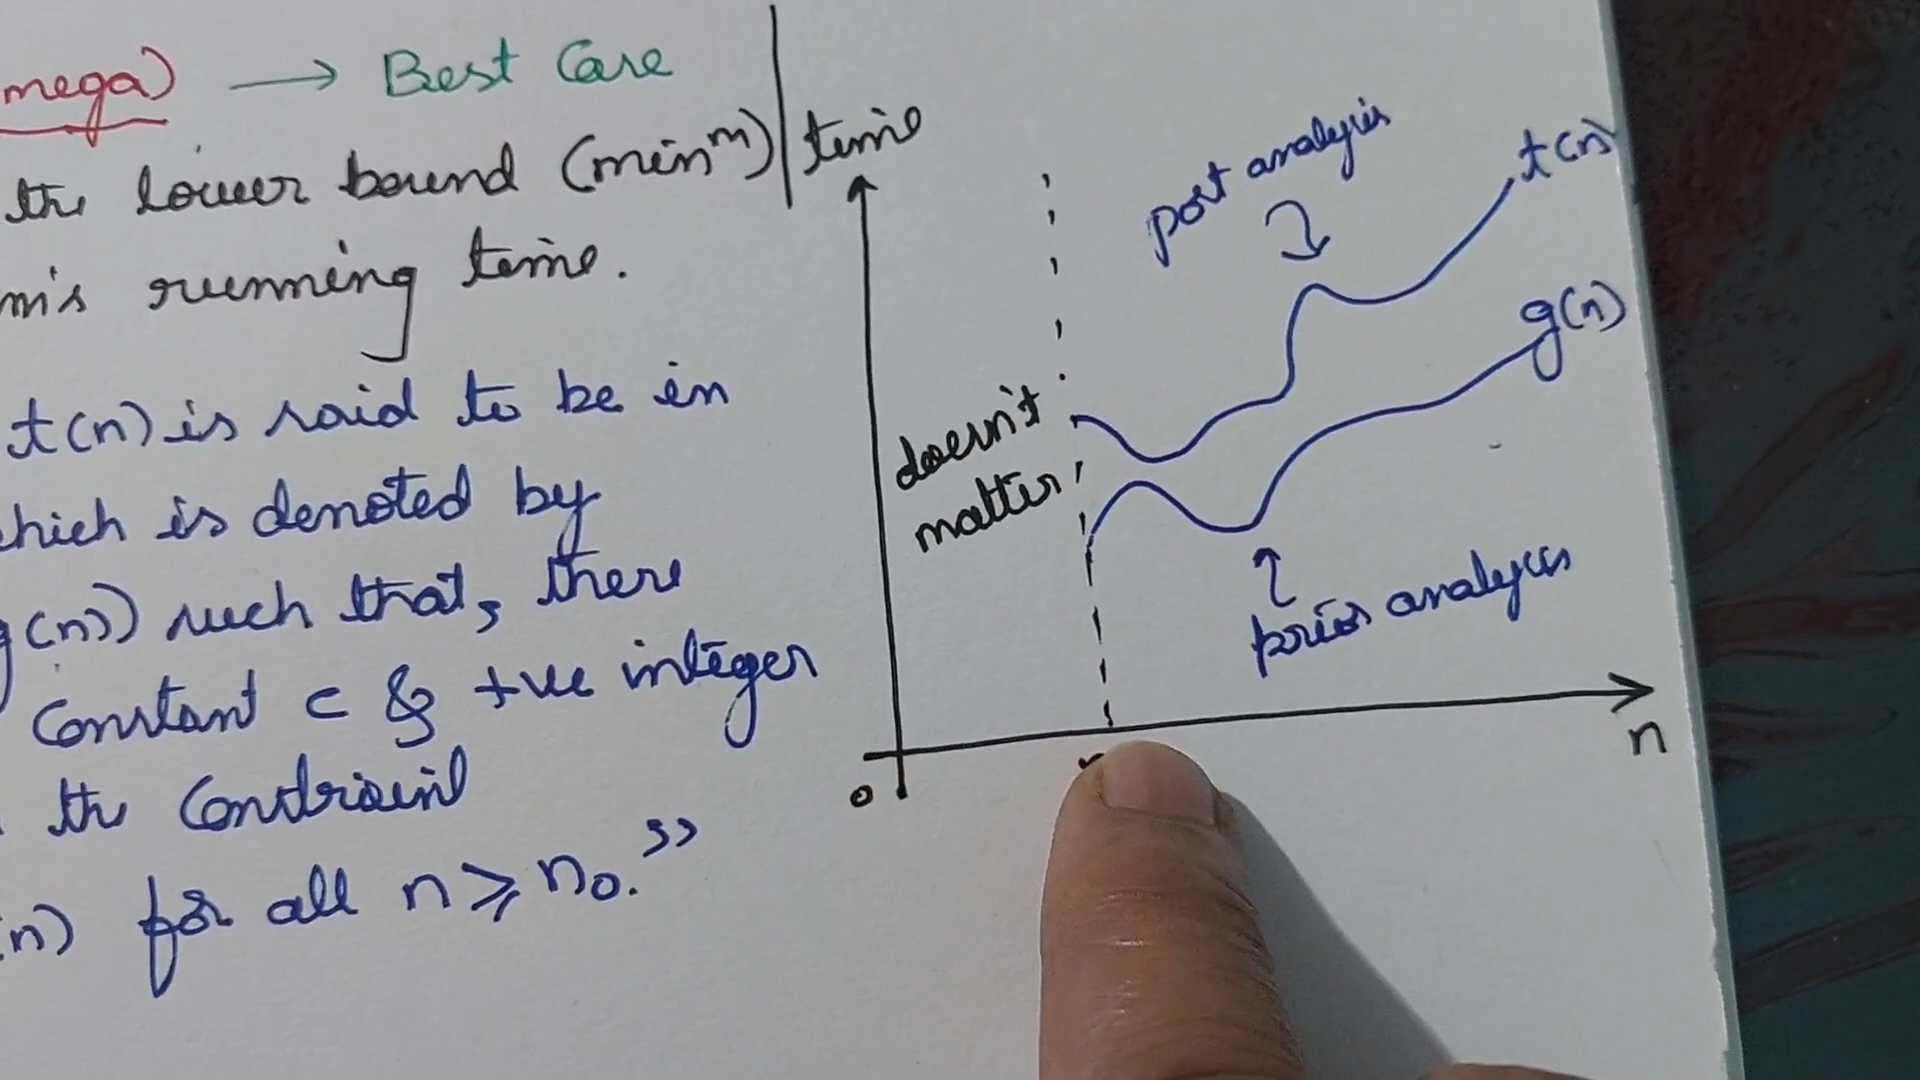 mega) → Best Case
the lower bound (minᵐ)
m's running time.
t(n) is said to be in
which is denoted by
g(n)) such that, there
constant c & +ve integer
the constraint
n) for all n ≥ n₀.”
time
post analysis
t(n)
g(n)
doesn't
matter
prior analysis
n
0